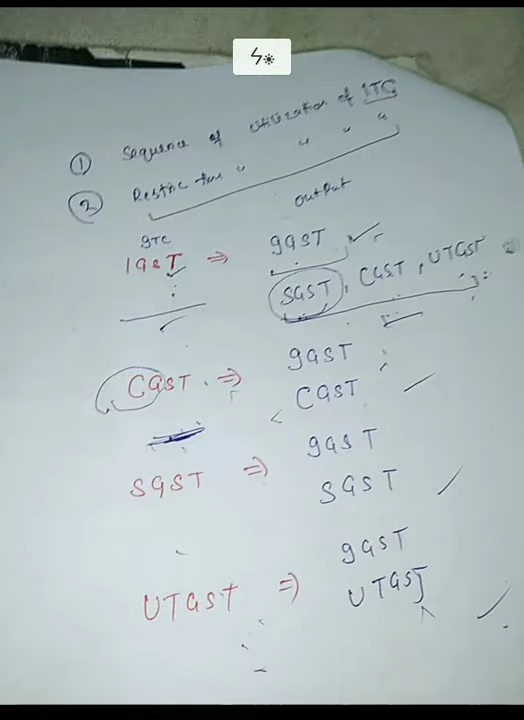 ① Sequence of utilization of ITC
② Restriction " " " "
output
ITC
IGST ⇒ IGST
SGST, CGST, UTGST
CGST ⇒ IGST
CGST
SGST ⇒ IGST
SGST
UTGST ⇒ IGST
UTGST